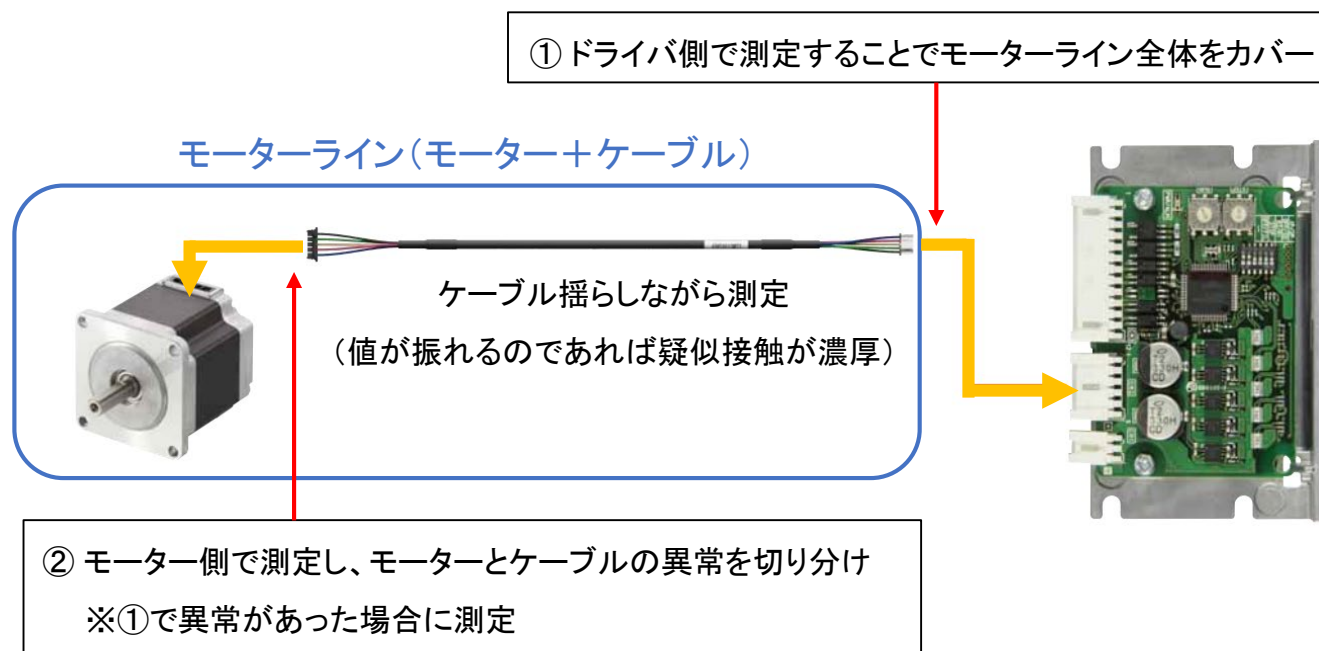 ① ドライバ側で測定することでモーターライン全体をカバー
モーターライン(モーター＋ケーブル)
ケーブル揺らしながら測定
（値が振れるのであれば疑似接触が濃厚）
② モーター側で測定し、モーターとケーブルの異常を切り分け
※①で異常があった場合に測定